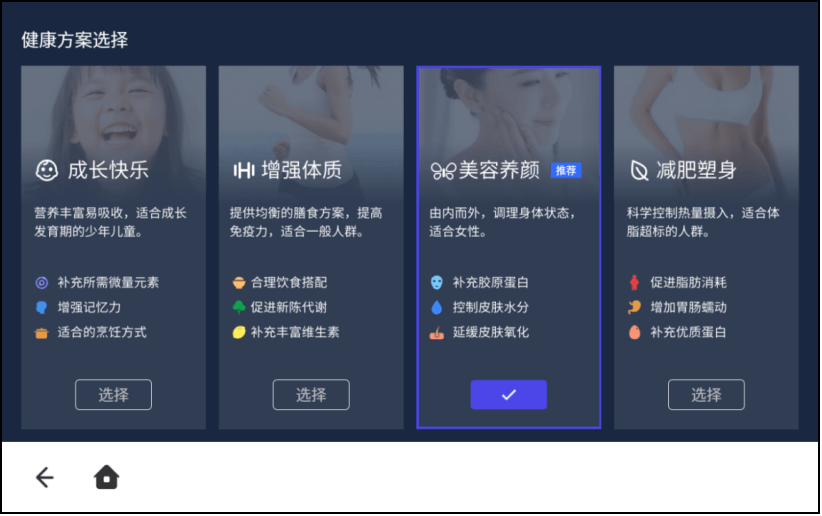 健康方案选择
成长快乐
营养丰富易吸收，适合成长
发育期的少年儿童。
补充所需微量元素
增强记忆力
适合的烹饪方式
选择
增强体质
提供均衡的膳食方案，提高
免疫力，适合一般人群。
合理饮食搭配
促进新陈代谢
补充丰富维生素
选择
美容养颜 推荐
由内而外，调理身体状态，
适合女性。
补充胶原蛋白
控制皮肤水分
延缓皮肤氧化
减肥塑身
科学控制热量摄入，适合体
脂超标的人群。
促进脂肪消耗
增加胃肠蠕动
补充优质蛋白
选择